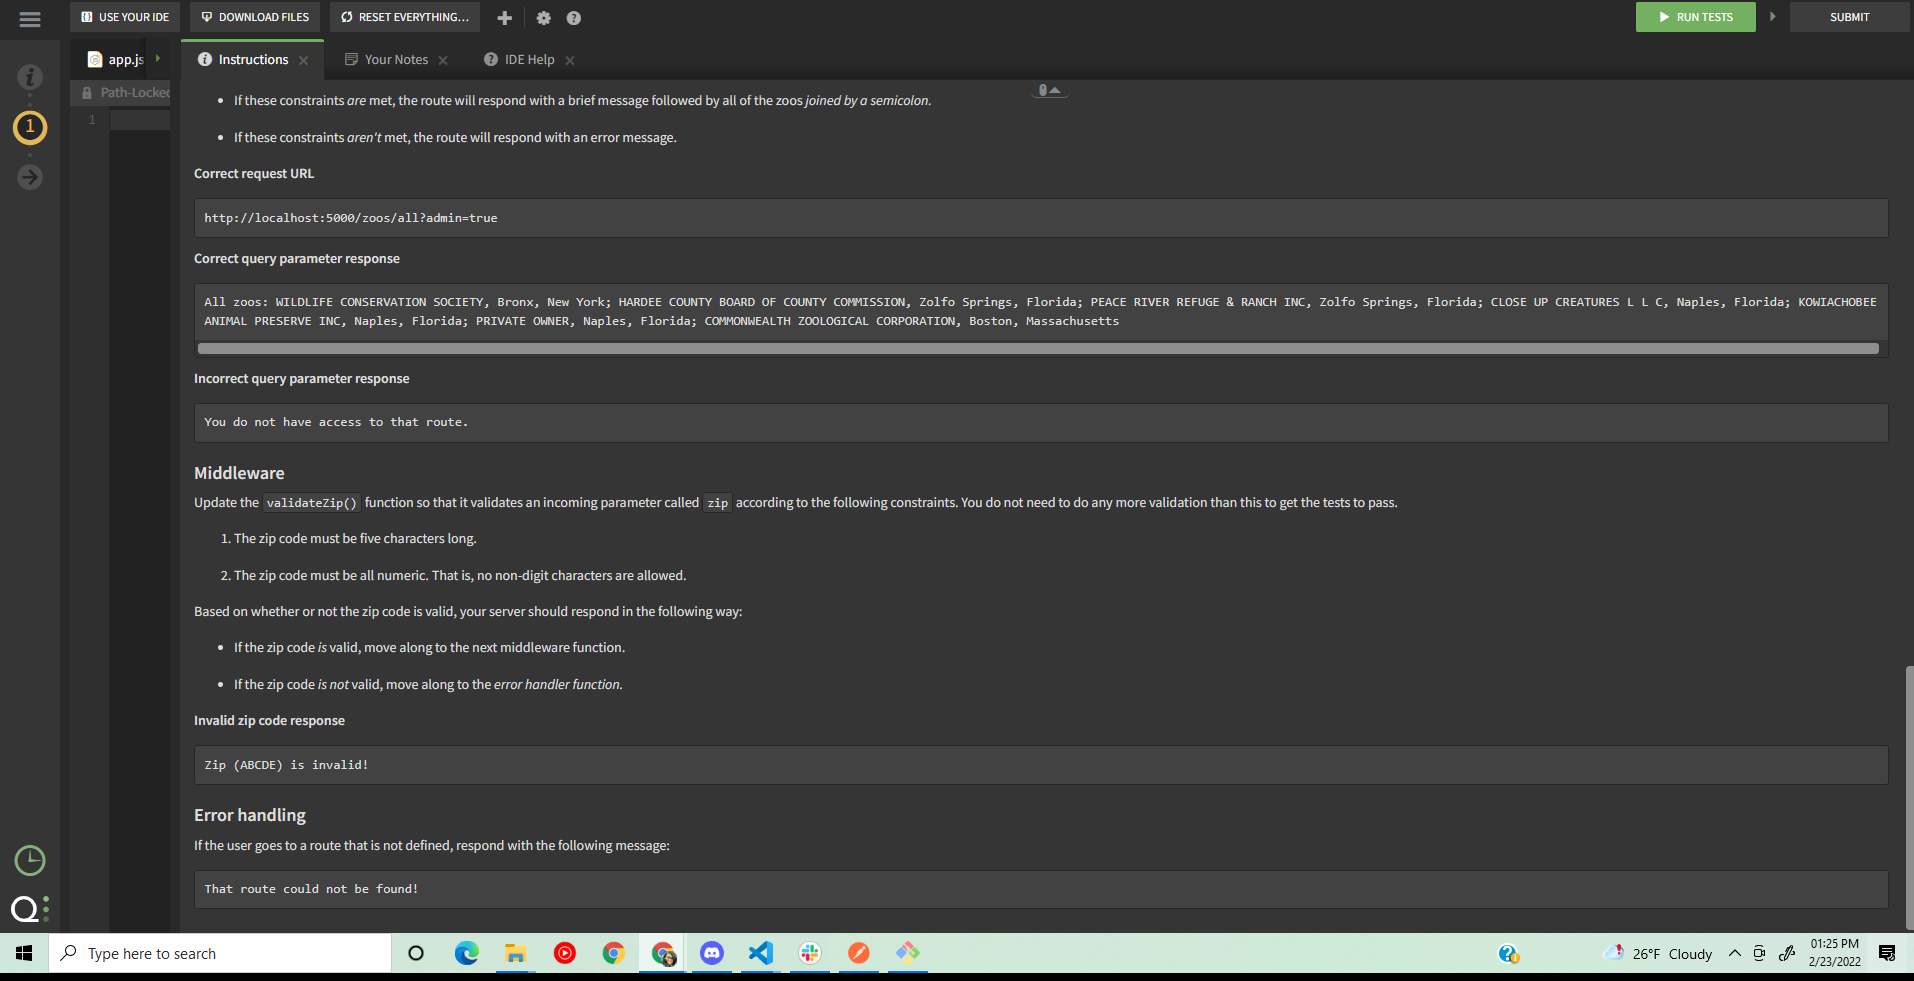 USE YOUR IDE
DOWNLOAD FILES
RESET EVERYTHING...
RUN TESTS
SUBMIT
app.js
Instructions
Your Notes
IDE Help
Path-Locked
1
1
If these constraints are met, the route will respond with a brief message followed by all of the zoos joined by a semicolon.
If these constraints aren't met, the route will respond with an error message.
Correct request URL
http://localhost:5000/zoos/all?admin=true
Correct query parameter response
All zoos: WILDLIFE CONSERVATION SOCIETY, Bronx, New York; HARDEE COUNTY BOARD OF COUNTY COMMISSION, Zolfo Springs, Florida; PEACE RIVER REFUGE & RANCH INC, Zolfo Springs, Florida; CLOSE UP CREATURES L L C, Naples, Florida; KOWIACHOBEE
ANIMAL PRESERVE INC, Naples, Florida; PRIVATE OWNER, Naples, Florida; COMMONWEALTH ZOOLOGICAL CORPORATION, Boston, Massachusetts
Incorrect query parameter response
You do not have access to that route.
Middleware
Update the validateZip() function so that it validates an incoming parameter called zip according to the following constraints. You do not need to do any more validation than this to get the tests to pass.
1. The zip code must be five characters long.
2. The zip code must be all numeric. That is, no non-digit characters are allowed.
Based on whether or not the zip code is valid, your server should respond in the following way:
If the zip code is valid, move along to the next middleware function.
If the zip code is not valid, move along to the error handler function.
Invalid zip code response
Zip (ABCDE) is invalid!
Error handling
If the user goes to a route that is not defined, respond with the following message:
That route could not be found!
Type here to search
26°F Cloudy
01:25 PM
2/23/2022